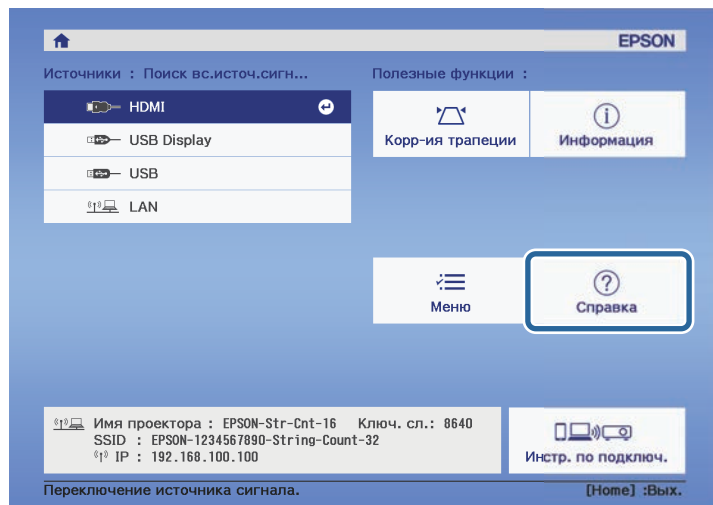 EPSON
Источники : Поиск вс.источ.сигн...
Полезные функции :
HDMI
USB Display
USB
LAN
Корр-ия трапеции
Информация
Меню
Справка
Имя проектора : EPSON-Str-Cnt-16 Ключ. сл.: 8640
SSID : EPSON-1234567890-String-Count-32
IP : 192.168.100.100
Инстр. по подключ.
Переключение источника сигнала.
[Home] :Вых.